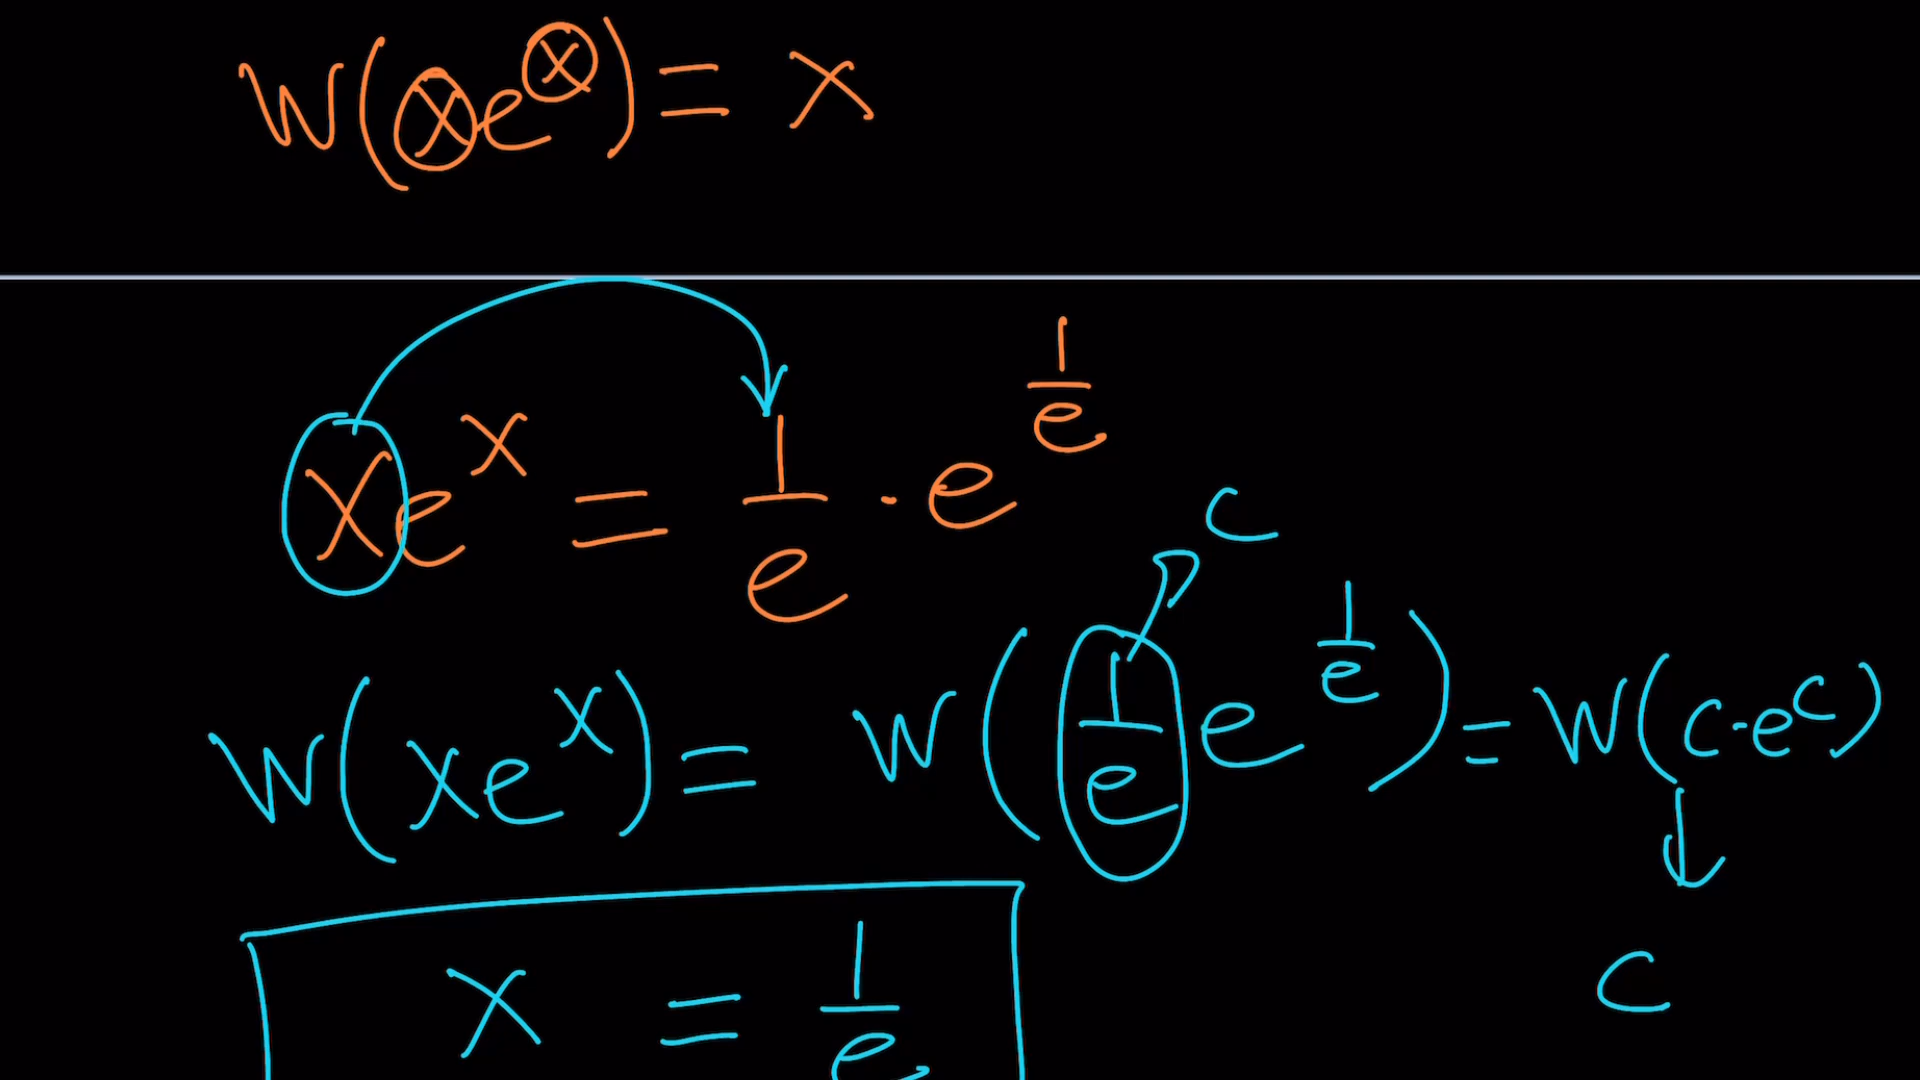 W(xe^x) = x
xe^x = 1/e · e^(1/e)
c
W(xe^x) = W(1/e e^(1/e)) = W(c·e^c)
c
x = 1/e